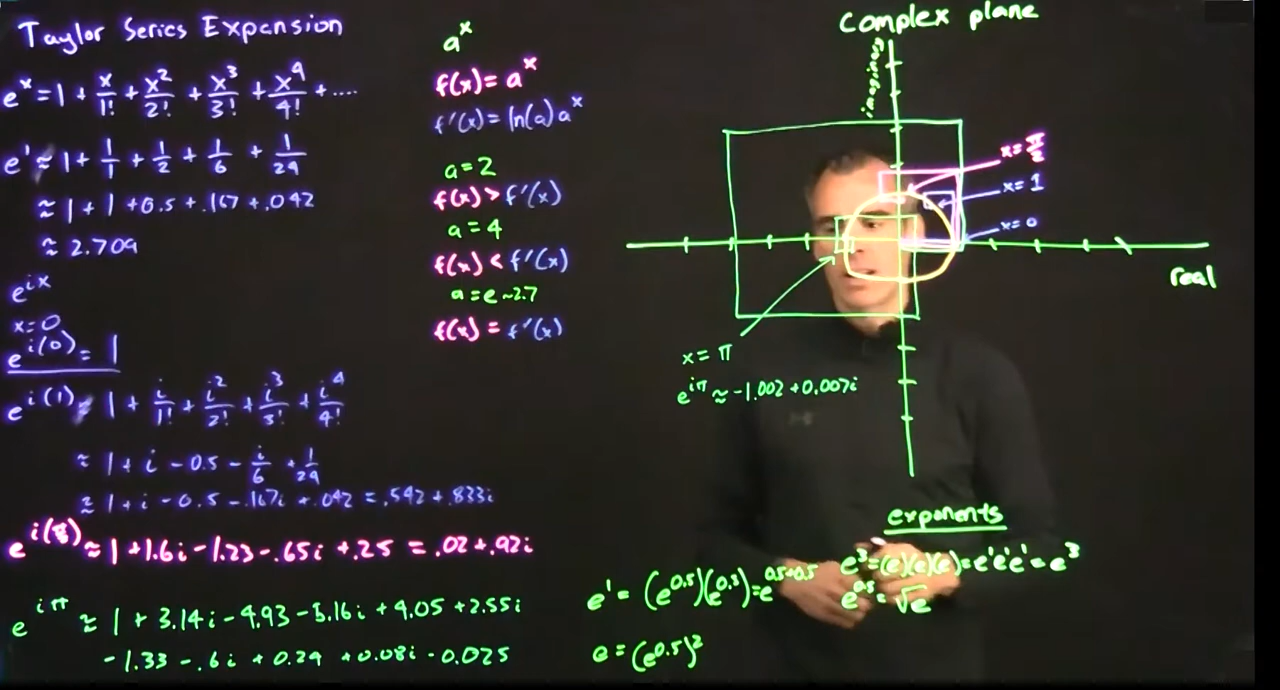 Taylor Series Expansion
e^x = 1 + x/1! + x^2/2! + x^3/3! + x^4/4! + ....
e^1 ≈ 1 + 1/1 + 1/2 + 1/6 + 1/24
≈ 1 + 1 + 0.5 + .167 + .042
≈ 2.709
e^ix
x=0
e^i(0) = 1
e^i(1) ≈ 1 + i/1! + i^2/2! + i^3/3! + i^4/4!
≈ 1 + i - 0.5 - i/6 + 1/24
≈ 1 + i - 0.5 - .167i + .042 = .542 + .833i
≈ 1 + 1.6i - 1.23 - .65i + .25 = .02 + .92i
e^iπ ≈ 1 + 3.14i - 4.93 - 5.16i + 4.05 + 2.55i
- 1.33 - .6i + 0.24 + 0.08i - 0.025
a^x
f(x) = a^x
f'(x) = ln(a) a^x
a=2
f(x) > f'(x)
a=4
f(x) < f'(x)
a=e~2.7
f(x) = f'(x)
Complex plane
imaginary
x=π/2
x=1
x=0
real
x=π
e^iπ ≈ -1.002 + 0.007i
exponents
e^3 = (e)(e)(e) = e^1e^1e^1 = e^3
e^0.5 = √e
e^1 = (e^0.5)(e^0.5) = e^0.5+0.5
e = (e^0.5)^2